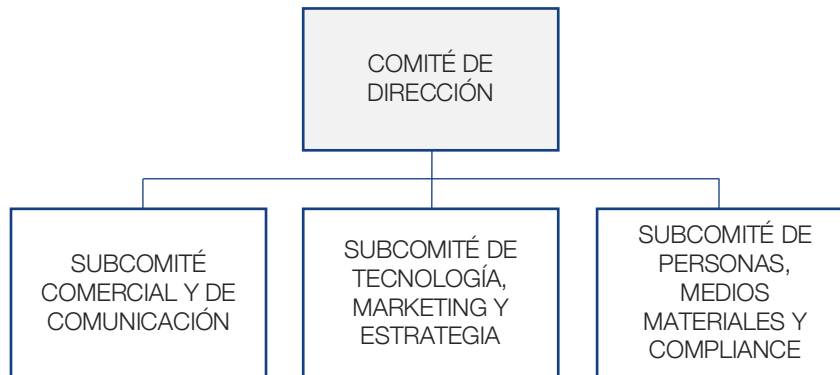 COMITÉ DE
DIRECCIÓN
SUBCOMITÉ
COMERCIAL Y DE
COMUNICACIÓN
SUBCOMITÉ DE
TECNOLOGÍA,
MARKETING Y
ESTRATEGIA
SUBCOMITÉ DE
PERSONAS,
MEDIOS
MATERIALES Y
COMPLIANCE